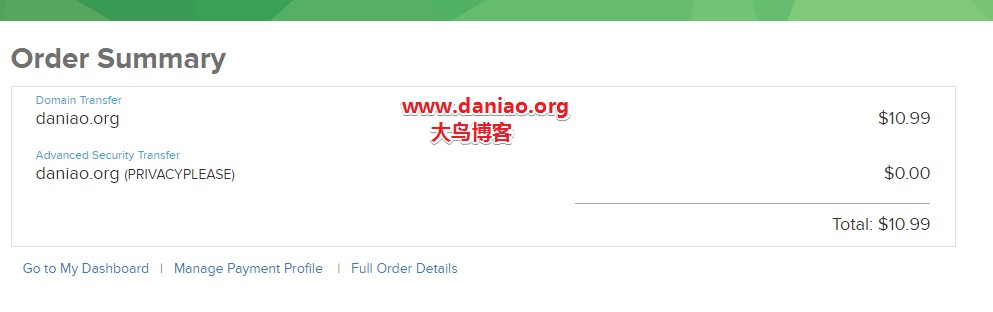 Order Summary
Domain Transfer
daniao.org
$10.99
www.daniao.org
大鸟博客
Advanced Security Transfer
daniao.org (PRIVACYPLEASE)
$0.00
Total: $10.99
Go to My Dashboard | Manage Payment Profile | Full Order Details